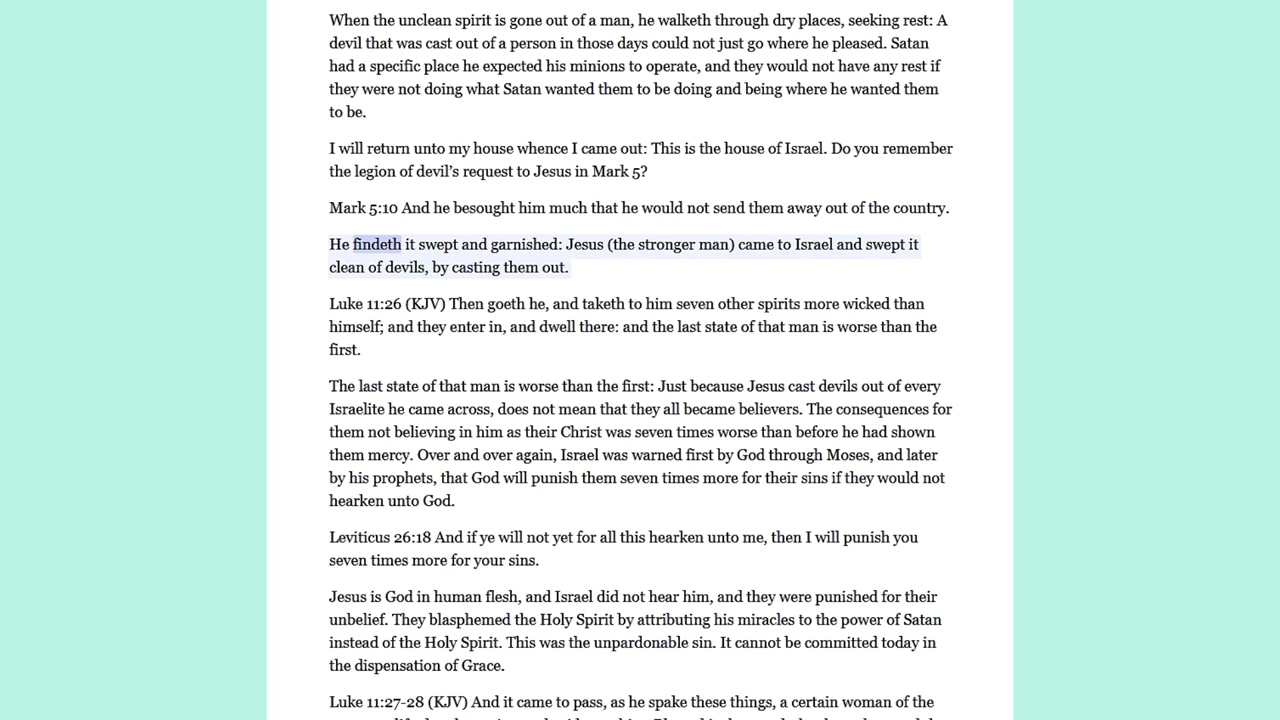 When the unclean spirit is gone out of a man, he walketh through dry places, seeking rest: A
devil that was cast out of a person in those days could not just go where he pleased. Satan
had a specific place he expected his minions to operate, and they would not have any rest if
they were not doing what Satan wanted them to be doing and being where he wanted them
to be.
I will return unto my house whence I came out: This is the house of Israel. Do you remember
the legion of devil’s request to Jesus in Mark 5?
Mark 5:10 And he besought him much that he would not send them away out of the country.
He findeth it swept and garnished: Jesus (the stronger man) came to Israel and swept it
clean of devils, by casting them out.
Luke 11:26 (KJV) Then goeth he, and taketh to him seven other spirits more wicked than
himself; and they enter in, and dwell there: and the last state of that man is worse than the
first.
The last state of that man is worse than the first: Just because Jesus cast devils out of every
Israelite he came across, does not mean that they all became believers. The consequences for
them not believing in him as their Christ was seven times worse than before he had shown
them mercy. Over and over again, Israel was warned first by God through Moses, and later
by his prophets, that God will punish them seven times more for their sins if they would not
hearken unto God.
Leviticus 26:18 And if ye will not yet for all this hearken unto me, then I will punish you
seven times more for your sins.
Jesus is God in human flesh, and Israel did not hear him, and they were punished for their
unbelief. They blasphemed the Holy Spirit by attributing his miracles to the power of Satan
instead of the Holy Spirit. This was the unpardonable sin. It cannot be committed today in
the dispensation of Grace.
Luke 11:27-28 (KJV) And it came to pass, as he spake these things, a certain woman of the